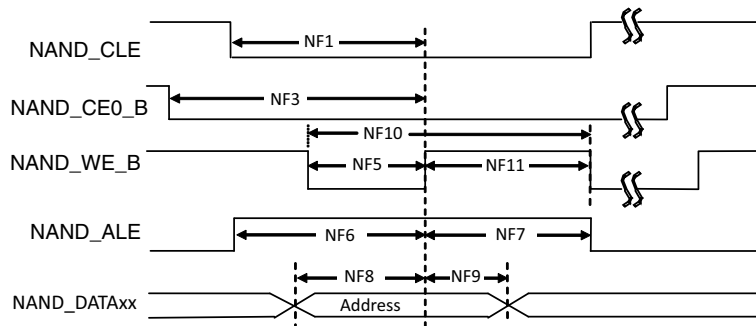 NAND_CLE
NF1
NAND_CE0_B
NF3
NF10
NAND_WE_B
NF5
NF11
NAND_ALE
NF6
NF7
NF8
NF9
NAND_DATAxx
Address